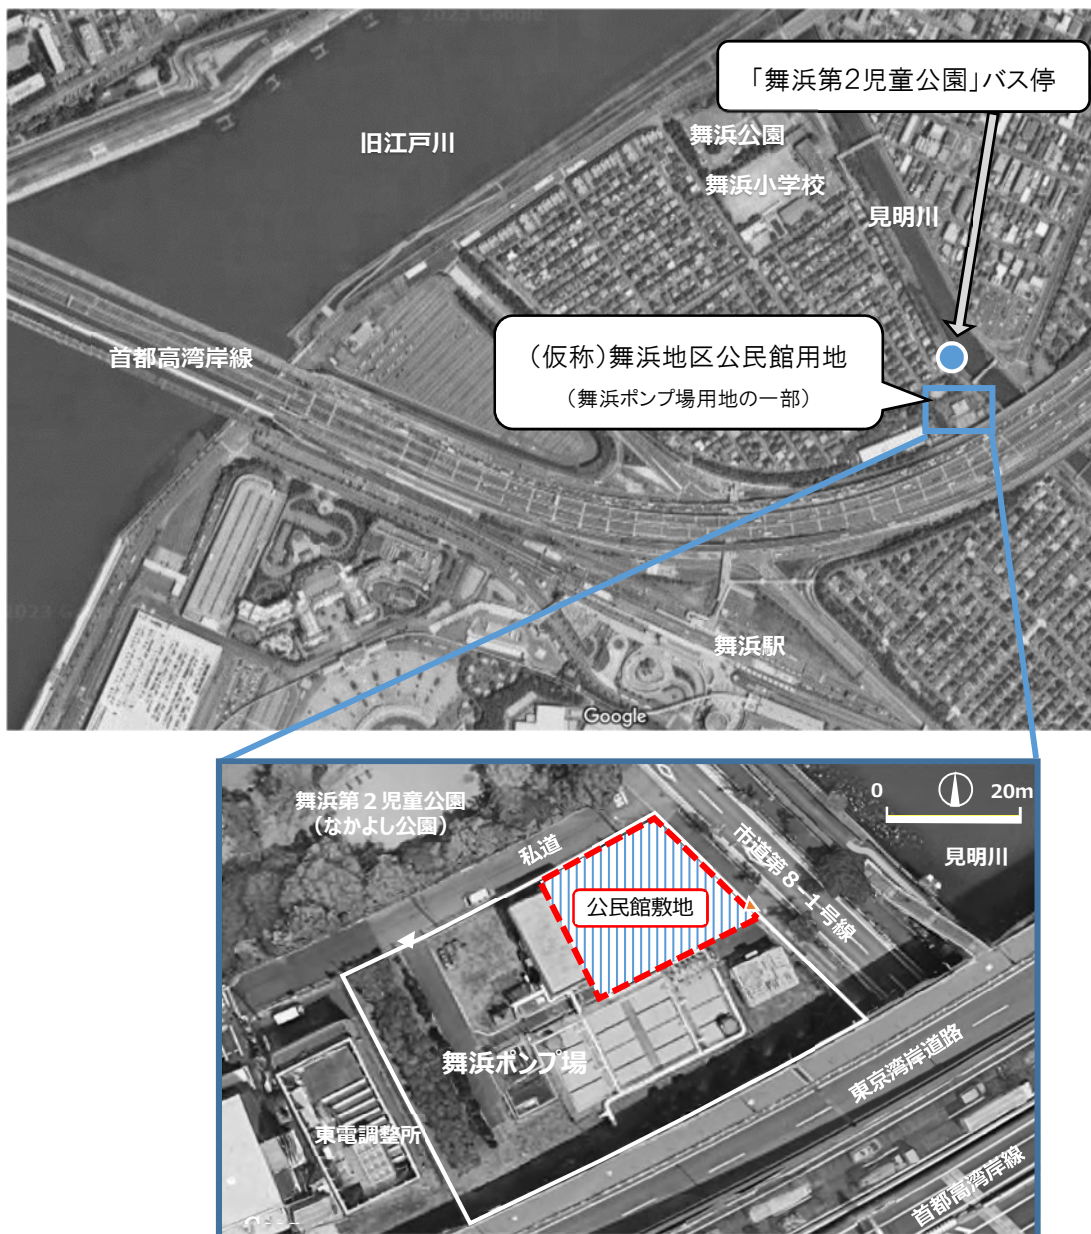 © 2023 Google
「舞浜第2児童公園」バス停
旧江戸川
舞浜公園
舞浜小学校
見明川
首都高湾岸線
（仮称）舞浜地区公民館用地
（舞浜ポンプ場用地の一部）
舞浜駅
Google
舞浜第２児童公園
（なかよし公園）
私道
0
20m
市道第８−１号線
見明川
公民館敷地
舞浜ポンプ場
東電調整所
東京湾岸道路
首都高湾岸線